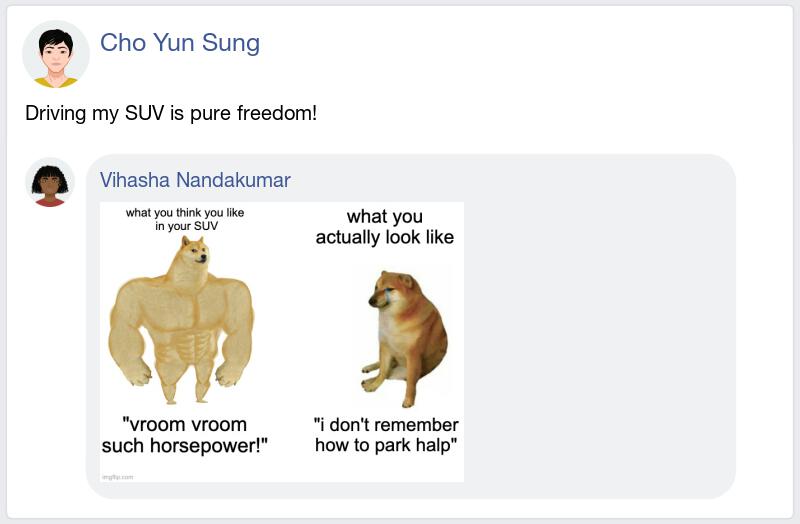 Cho Yun Sung
Driving my SUV is pure freedom!
Vihasha Nandakumar
what you think you like
in your SUV
what you
actually look like
"vroom vroom
such horsepower!"
"i don't remember
how to park halp"
imgflip.com